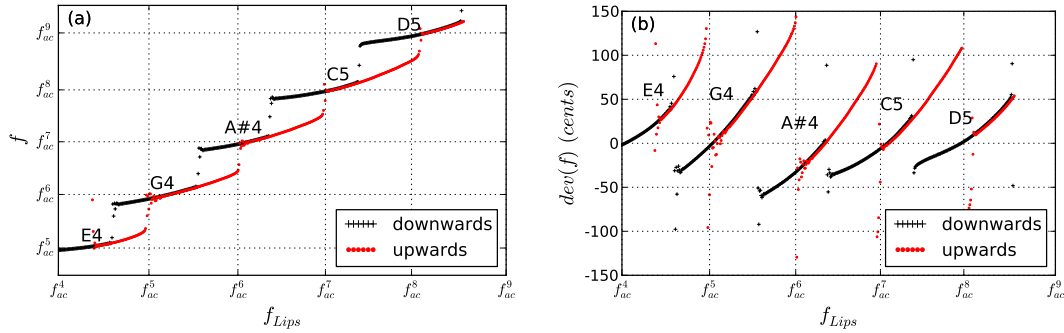 (a)
D5
C5
A#4
G4
E4
f
f_ac^9
f_ac^8
f_ac^7
f_ac^6
f_ac^5
downwards
upwards
f_ac^4 f_ac^5 f_ac^6 f_ac^7 f_ac^8 f_ac^9
f_Lips
(b)
E4
G4
A#4
C5
D5
dev(f) (cents)
150
100
50
0
-50
-100
-150
downwards
upwards
f_ac^4 f_ac^5 f_ac^6 f_ac^7 f_ac^8 f_ac^9
f_Lips